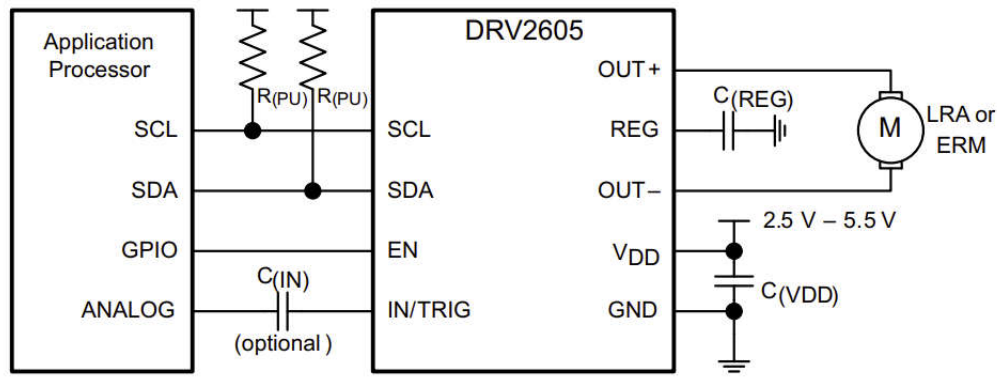 Application
Processor
SCL
SDA
GPIO
ANALOG
R(PU)
R(PU)
C(IN)
(optional )
DRV2605
SCL
SDA
EN
IN/TRIG
OUT+
REG
OUT–
VDD
GND
C(REG)
M
LRA or
ERM
2.5 V – 5.5 V
C(VDD)